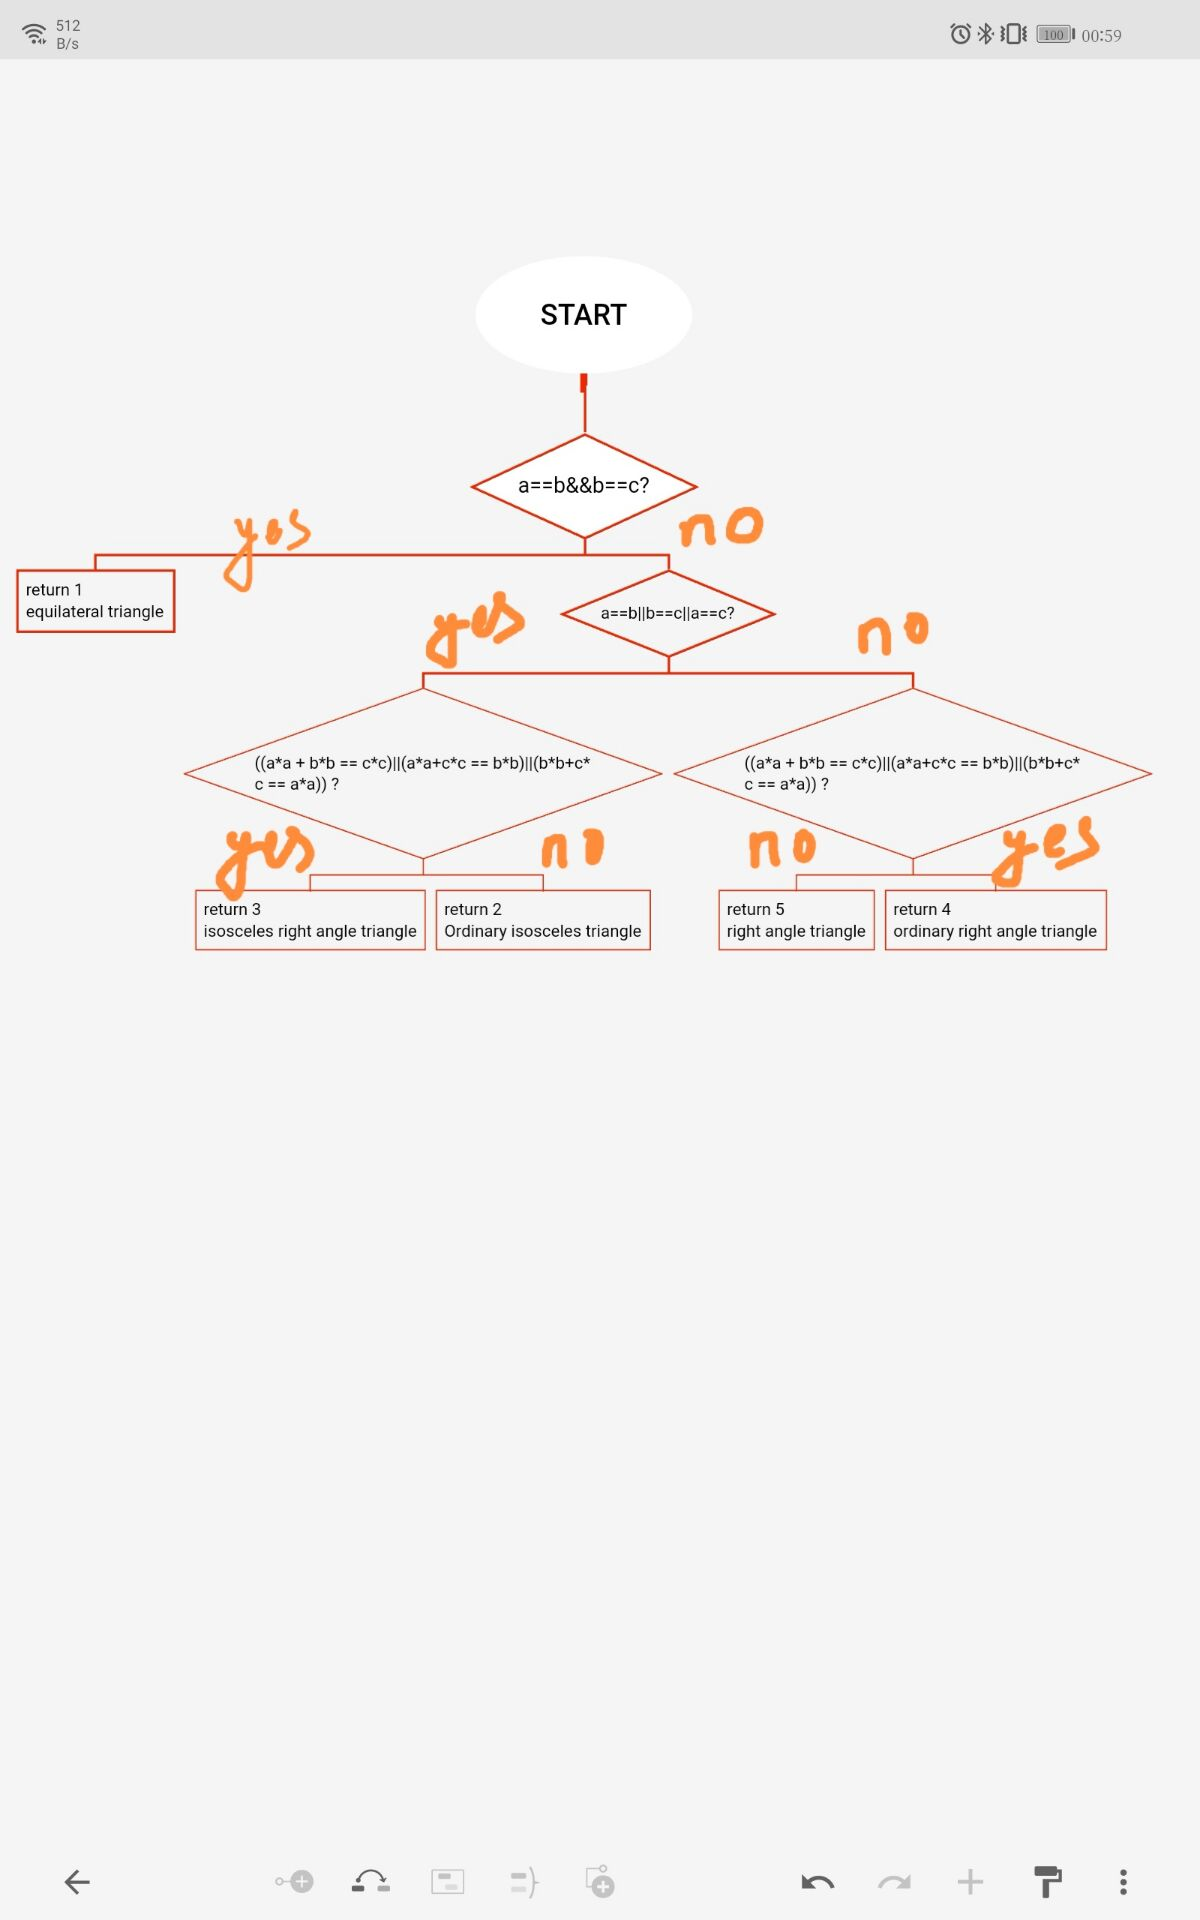 512
B/s
100 00:59
START
a==b&&b==c?
yes
no
return 1
equilateral triangle
a==b||b==c||a==c?
yes
no
((a*a + b*b == c*c)||(a*a+c*c == b*b)||(b*b+c*
c == a*a)) ?
((a*a + b*b == c*c)||(a*a+c*c == b*b)||(b*b+c*
c == a*a)) ?
yes
no
no
yes
return 3
isosceles right angle triangle
return 2
Ordinary isosceles triangle
return 5
right angle triangle
return 4
ordinary right angle triangle